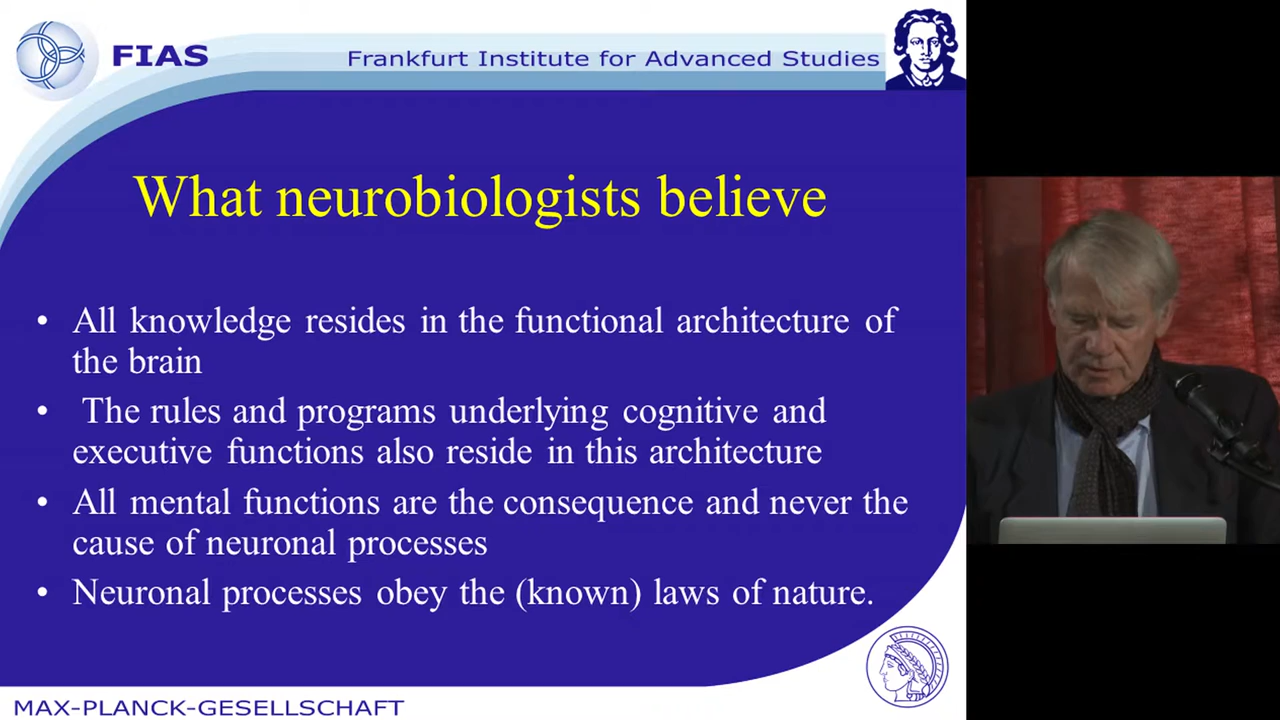 FIAS
Frankfurt Institute for Advanced Studies
What neurobiologists believe
• All knowledge resides in the functional architecture of
the brain
• The rules and programs underlying cognitive and
executive functions also reside in this architecture
• All mental functions are the consequence and never the
cause of neuronal processes
• Neuronal processes obey the (known) laws of nature.
MAX-PLANCK-GESELLSCHAFT